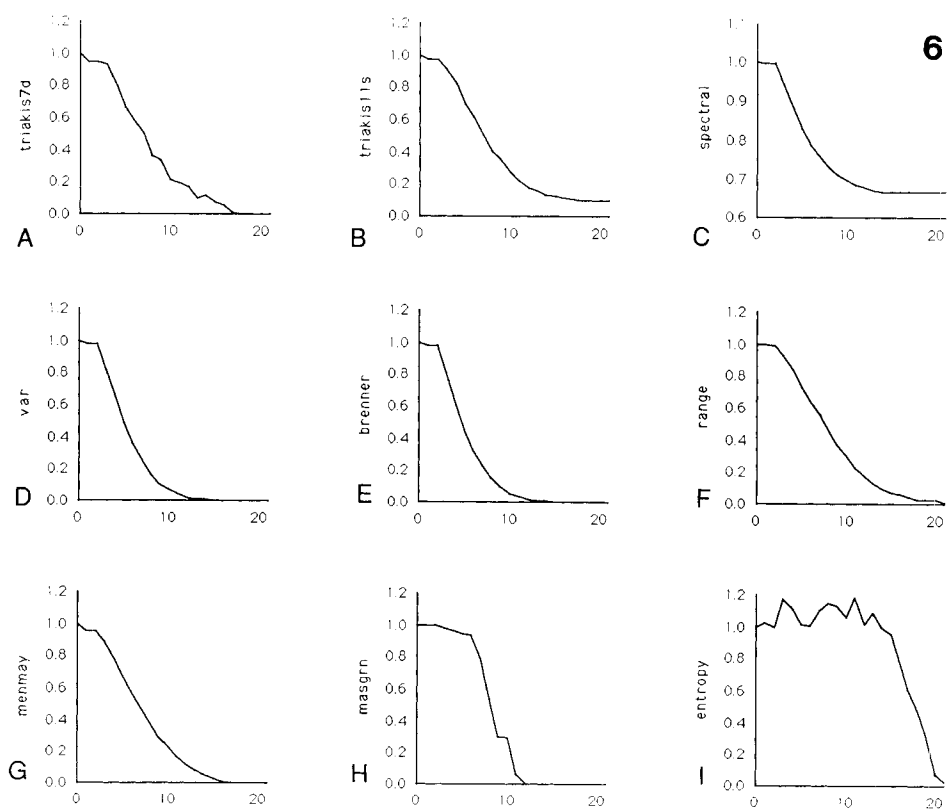 6
1.2
1.0
0.8
0.6
0.4
0.2
0.0
triakis7d
0 10 20
A
1.2
1.0
0.8
0.6
0.4
0.2
0.0
triakis11s
0 10 20
B
1.1
1.0
0.9
0.8
0.7
0.6
spectral
0 10 20
C
1.2
1.0
0.8
0.6
0.4
0.2
0.0
var
0 10 20
D
1.2
1.0
0.8
0.6
0.4
0.2
0.0
brenner
0 10 20
E
1.2
1.0
0.8
0.6
0.4
0.2
0.0
range
0 10 20
F
1.2
1.0
0.8
0.6
0.4
0.2
0.0
menmay
0 10 20
G
1.2
1.0
0.8
0.6
0.4
0.2
0.0
masgrn
0 10 20
H
1.2
1.0
0.8
0.6
0.4
0.2
0.0
entropy
0 10 20
I